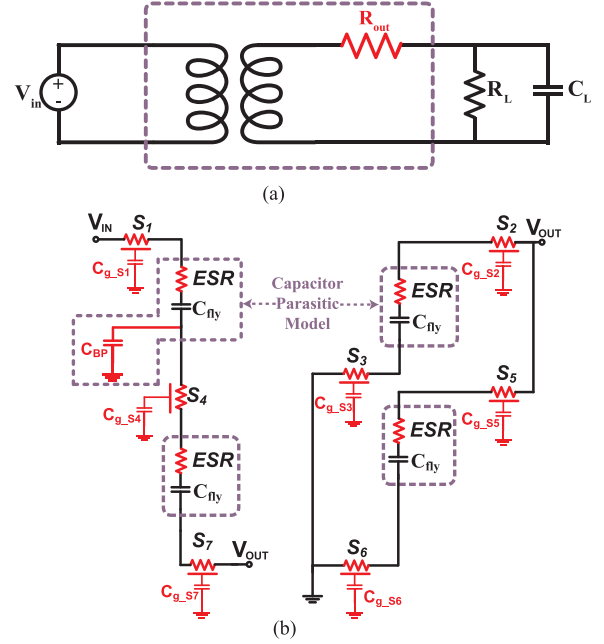 R_out
V_in
+
-
R_L
C_L
(a)
V_IN
S_1
C_g_S1
ESR
C_fly
C_BP
S_4
C_g_S4
ESR
C_fly
S_7
V_OUT
C_g_S7
Capacitor
Parasitic
Model
S_2
V_OUT
C_g_S2
ESR
C_fly
S_3
C_g_S3
S_5
C_g_S5
ESR
C_fly
S_6
C_g_S6
(b)